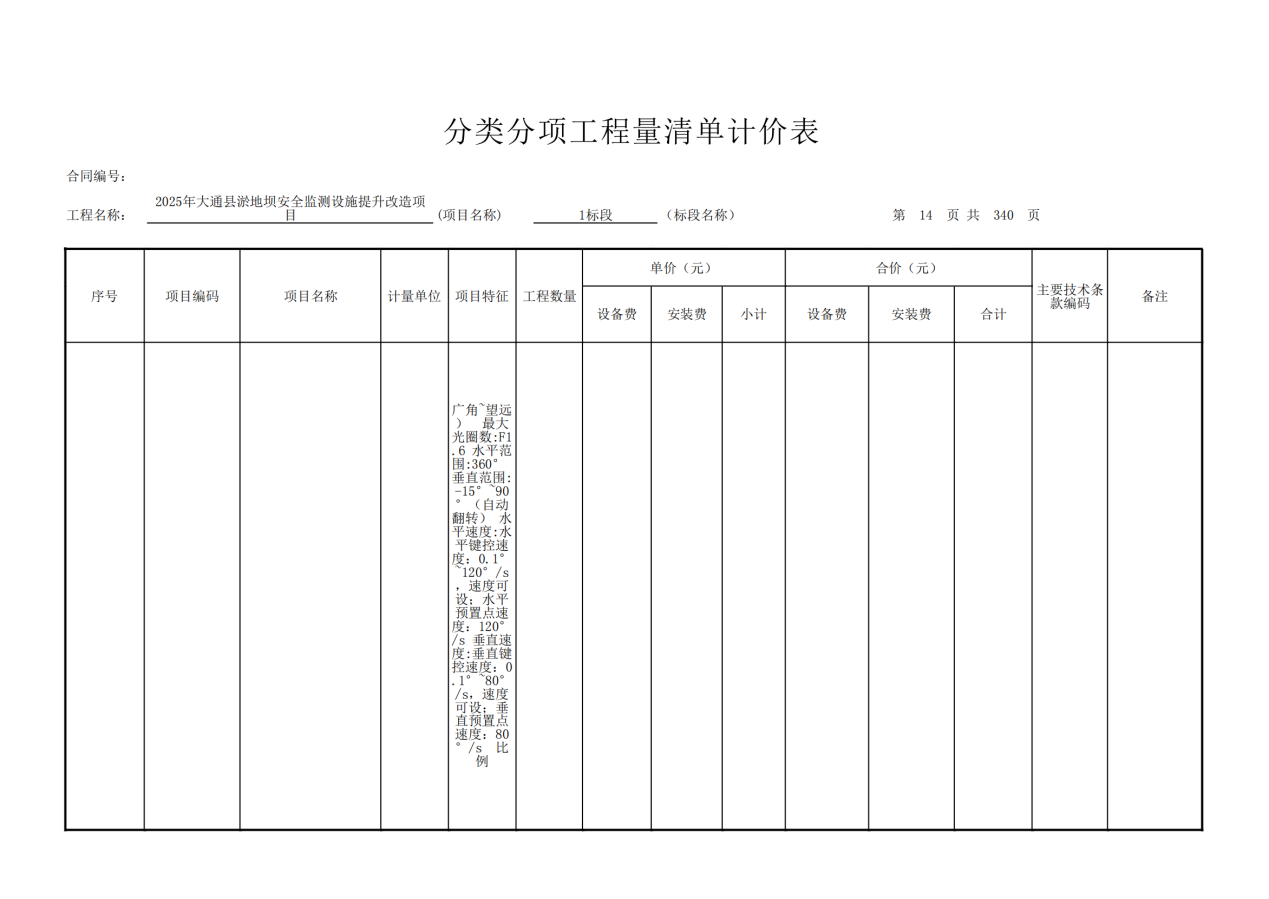 分类分项工程量清单计价表
合同编号：
2025年大通县淤地坝安全监测设施提升改造项
目
工程名称： (项目名称) 1标段 （标段名称） 第 14 页 共 340 页
序号 项目编码 项目名称 计量单位 项目特征 工程数量 单价（元） 合价（元） 主要技术条
款编码 备注
设备费 安装费 小计 设备费 安装费 合计
广角~望远
） 最大
光圈数:F1
.6 水平范
围:360°
垂直范围:
-15°~90
°（自动
翻转） 水
平速度:水
平键控速
度：0.1°
~120°/s
，速度可
设；水平
预置点速
度：120°
/s 垂直速
度:垂直键
控速度：0
.1°~80°
/s，速度
可设；垂
直预置点
速度：80
°/s 比
例